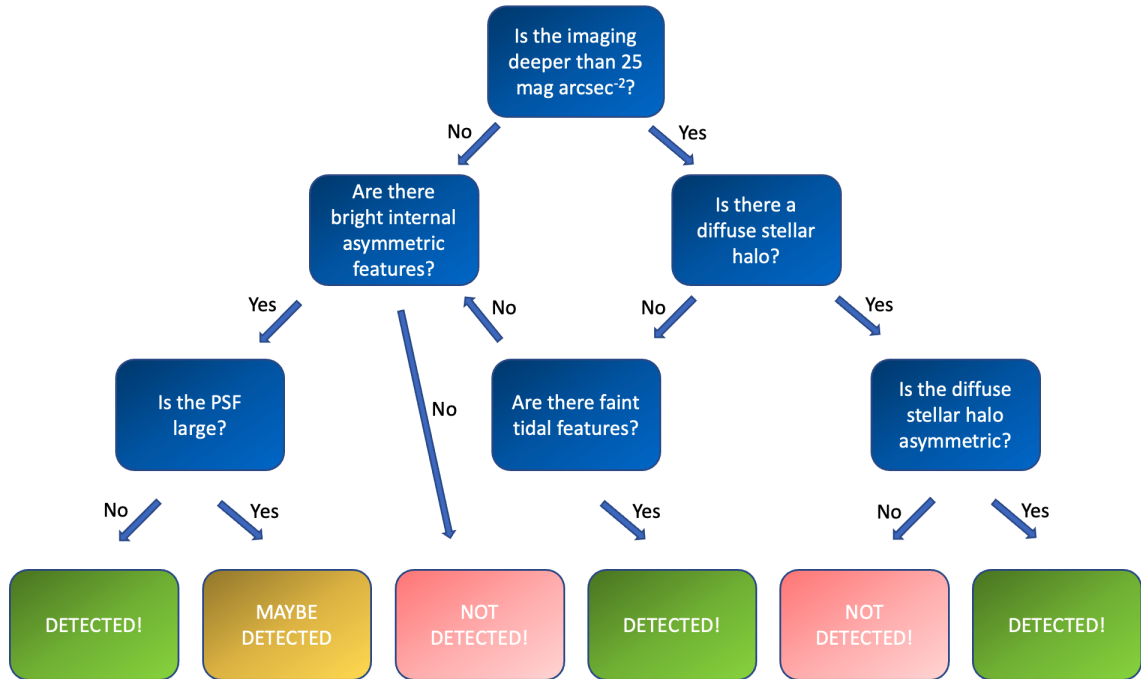 Is the imaging
deeper than 25
mag arcsec⁻²?
No
Yes
Are there
bright internal
asymmetric
features?
Is there a
diffuse stellar
halo?
Yes
No
No
Yes
Is the PSF
large?
No
Are there faint
tidal features?
Is the diffuse
stellar halo
asymmetric?
No
Yes
Yes
No
Yes
DETECTED!
MAYBE
DETECTED
NOT
DETECTED!
DETECTED!
NOT
DETECTED!
DETECTED!